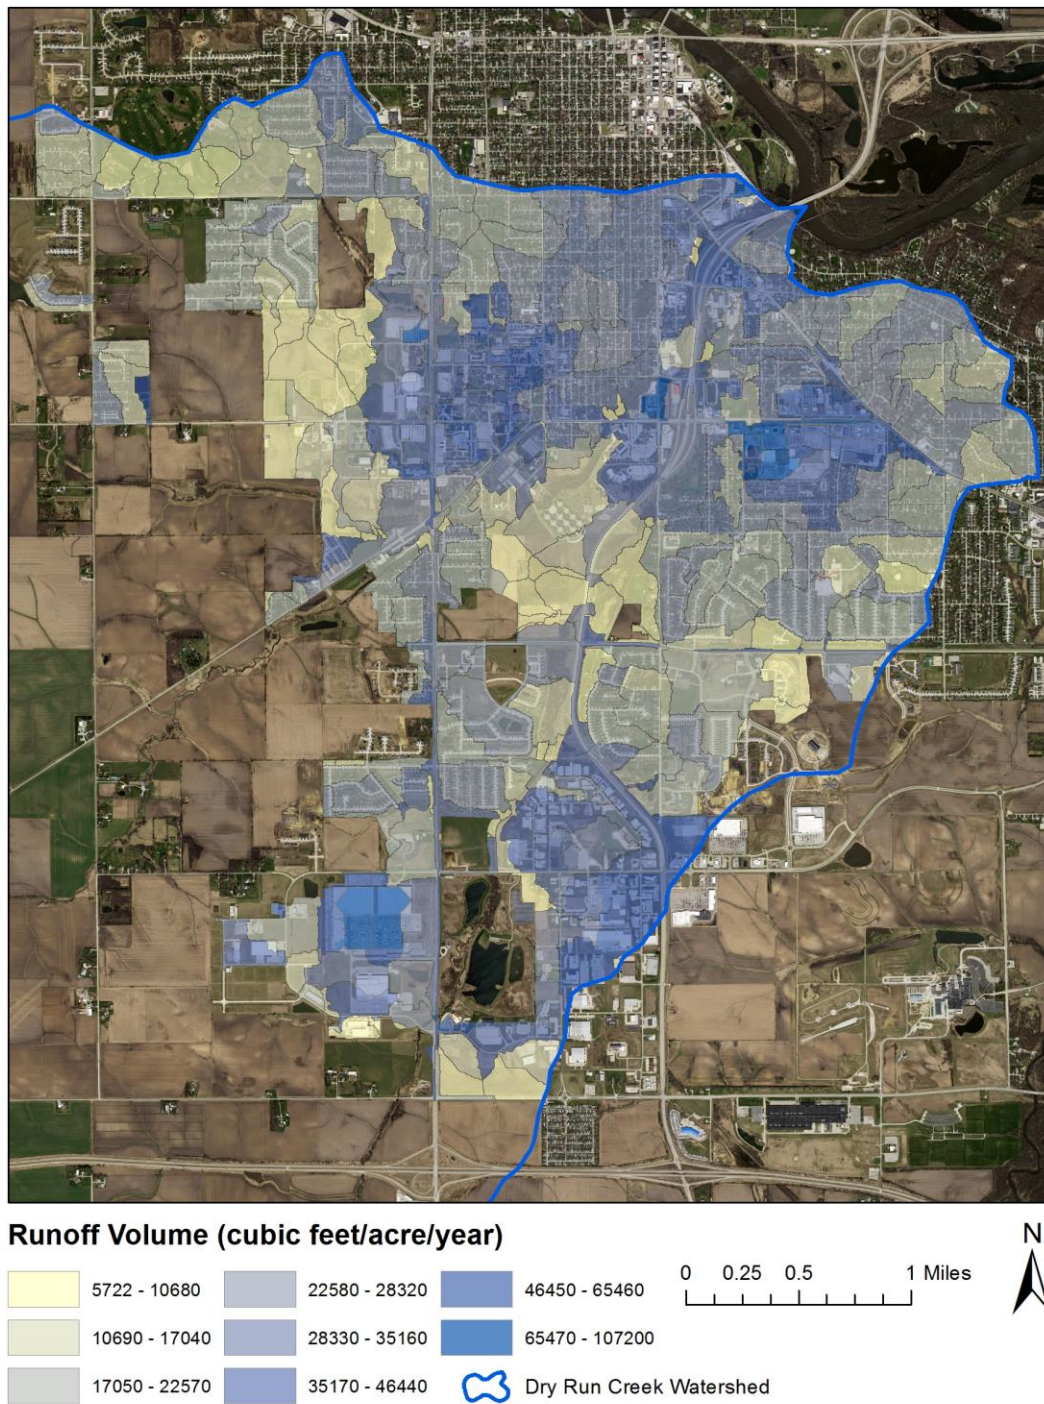 Runoff Volume (cubic feet/acre/year)
5722 - 10680
10690 - 17040
17050 - 22570
22580 - 28320
28330 - 35160
35170 - 46440
46450 - 65460
65470 - 107200
Dry Run Creek Watershed
0 0.25 0.5 1 Miles
N